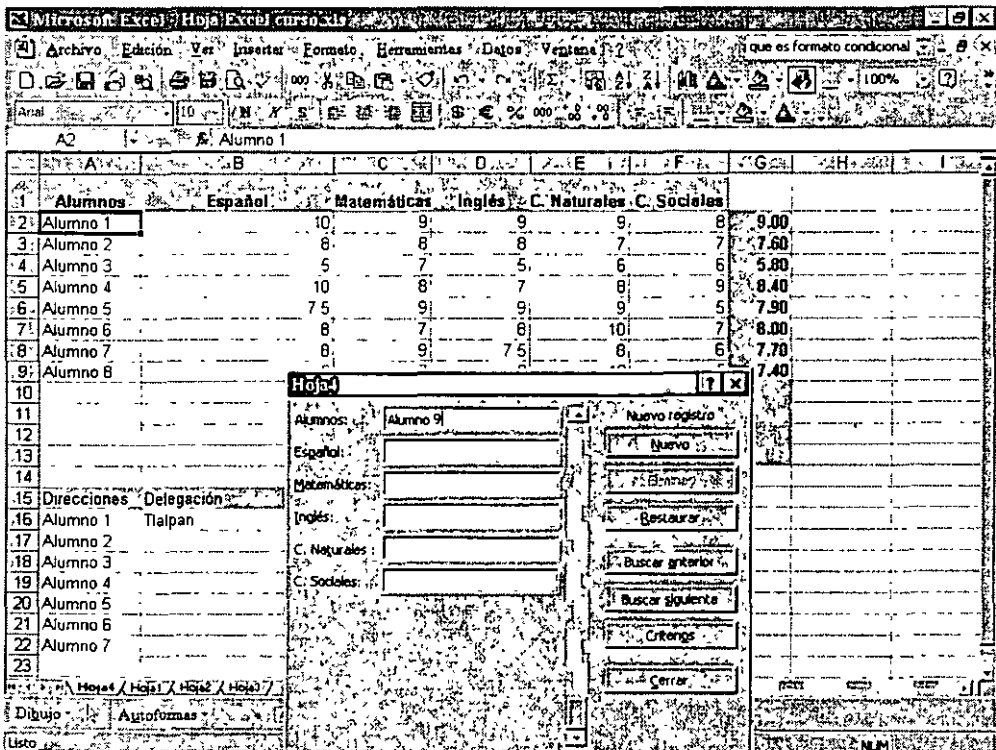 Microsoft Excel - Hoja Excel curso.xls
Archivo Edición Ver Insertar Formato Herramientas Datos Ventana ? que es formato condicional
100%
Arial 10 N K S € % 000
A2 fx Alumno 1
A B C D E F G H I
1 Alumnos Español Matemáticas Inglés C. Naturales C. Sociales
2 Alumno 1 10 9 9 9 8 9.00
3 Alumno 2 8 8 8 7 7 7.60
4 Alumno 3 5 7 5 6 6 5.80
5 Alumno 4 10 8 7 8 9 8.40
6 Alumno 5 7 5 9 9 9 5 7.90
7 Alumno 6 8 7 8 10 7 8.00
8 Alumno 7 8 9 7 5 8 6 7.70
9 Alumno 8 7.40
10
11
12
13
14
15 Direcciones Delegación
16 Alumno 1 Tlalpan
17 Alumno 2
18 Alumno 3
19 Alumno 4
20 Alumno 5
21 Alumno 6
22 Alumno 7
23
Hoja4
Alumnos: Alumno 9
Español:
Matemáticas:
Inglés:
C. Naturales :
C. Sociales:
Nuevo registro
Nuevo
Eliminar
Restaurar
Buscar anterior
Buscar siguiente
Criterios
Cerrar
Hoja4 Hoja1 Hoja2 Hoja3
Dibujo Autoformas
Listo NUM